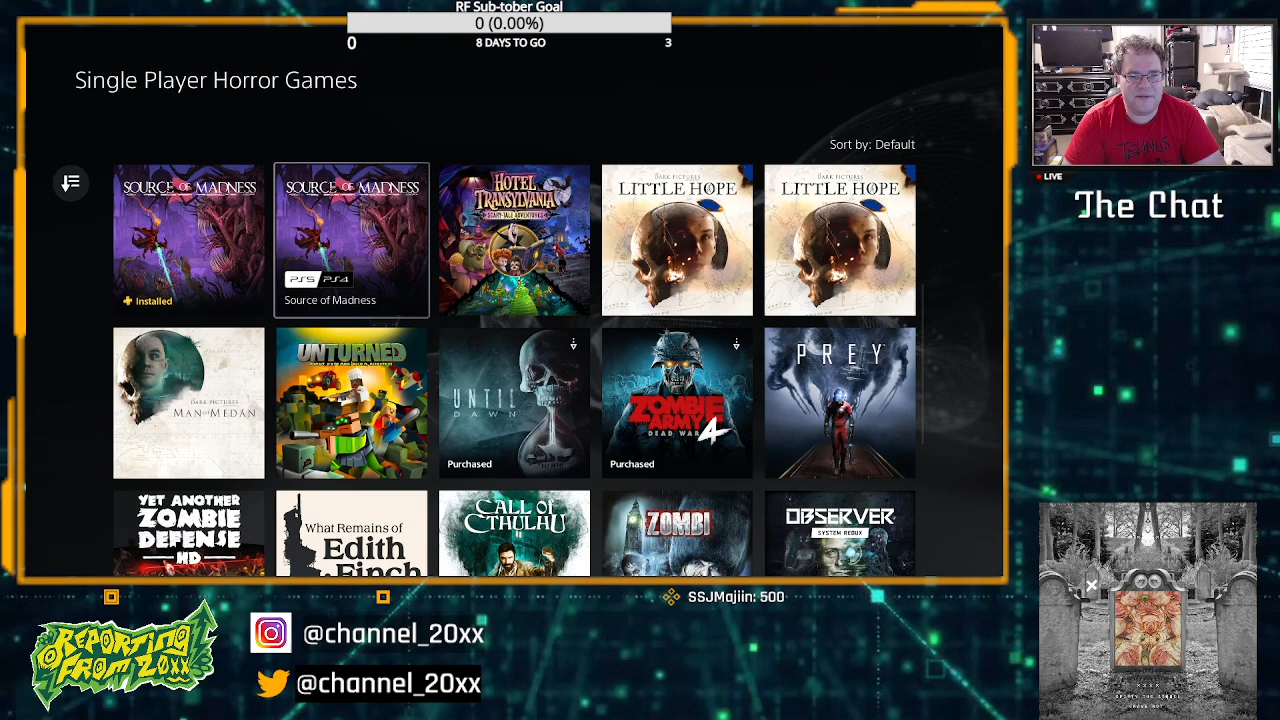 RF Sub-tober Goal
0 (0.00%)
0
8 DAYS TO GO
3
Single Player Horror Games
Sort by: Default
SOURCE OF MADNESS
Installed
SOURCE OF MADNESS
PS5 PS4
Source of Madness
HOTEL
TRANSYLVANIA
SCARY-TALE ADVENTURES
DARK PICTURES
LITTLE HOPE
DARK PICTURES
LITTLE HOPE
DARK PICTURES
MAN of MEDAN
UNTURNED
UNTIL
DAWN
Purchased
ZOMBIE
ARMY
DEAD WAR 4
Purchased
PREY
YET ANOTHER
ZOMBIE
DEFENSE
HD
What Remains of
Edith
Finch
CALL OF
CTHULHU
ZOMBI
OBSERVER
SYSTEM REDUX
LIVE
The Chat
SSJMajiin: 500
REPORTING
FROM 20XX
@channel_20xx
@channel_20xx